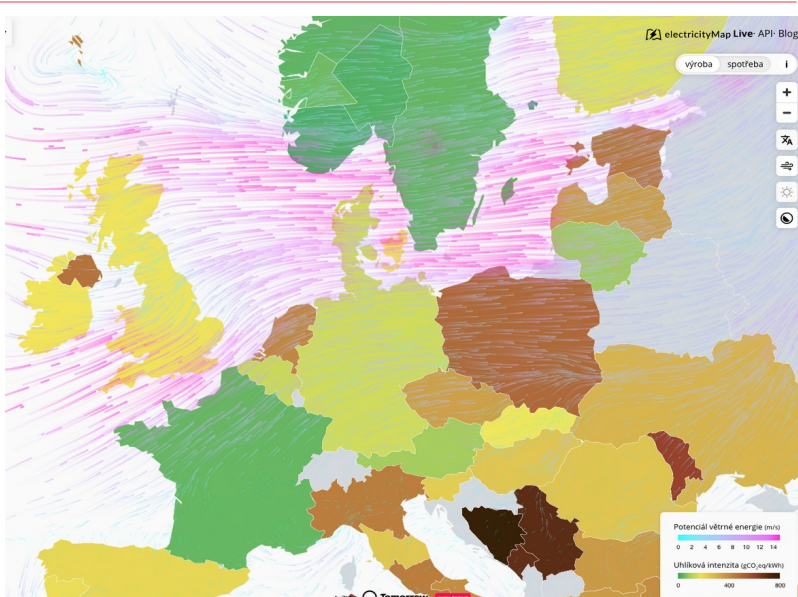 electricityMap Live· API· Blog
výroba spotřeba i
Potenciál větrné energie (m/s)
0 2 4 6 8 10 12 14
Uhlíková intenzita (gCO₂eq/kWh)
0 400 800
Tomorrow